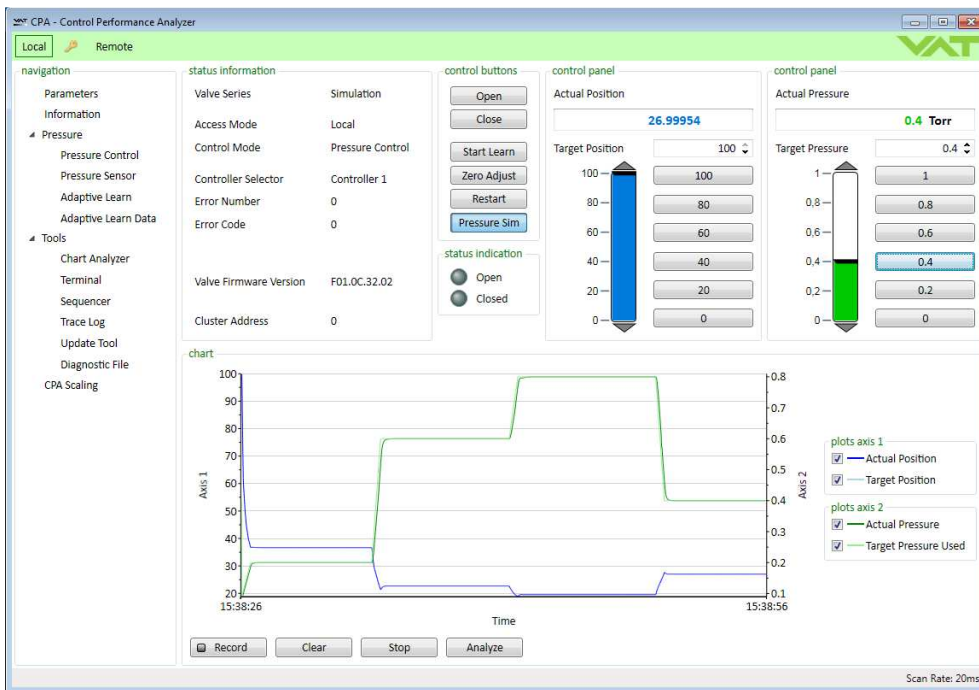 VAT CPA - Control Performance Analyzer
Local Remote VAT
navigation
Parameters
Information
Pressure
Pressure Control
Pressure Sensor
Adaptive Learn
Adaptive Learn Data
Tools
Chart Analyzer
Terminal
Sequencer
Trace Log
Update Tool
Diagnostic File
CPA Scaling
status information
Valve Series Simulation
Access Mode Local
Control Mode Pressure Control
Controller Selector Controller 1
Error Number 0
Error Code 0
Valve Firmware Version F01.0C.32.02
Cluster Address 0
control buttons
Open
Close
Start Learn
Zero Adjust
Restart
Pressure Sim
status indication
Open
Closed
control panel
Actual Position
26.99954
Target Position 100
100 100
80 80
60 60
40 40
20 20
0 0
control panel
Actual Pressure
0.4 Torr
Target Pressure 0.4
1 1
0,8 0.8
0,6 0.6
0,4 0.4
0,2 0.2
0 0
chart
100
90
80
70
60
50
40
30
20
Axis 1
0.8
0.7
0.6
0.5
0.4
0.3
0.2
0.1
Axis 2
15:38:26 15:38:56
Time
plots axis 1
Actual Position
Target Position
plots axis 2
Actual Pressure
Target Pressure Used
Record Clear Stop Analyze
Scan Rate: 20ms